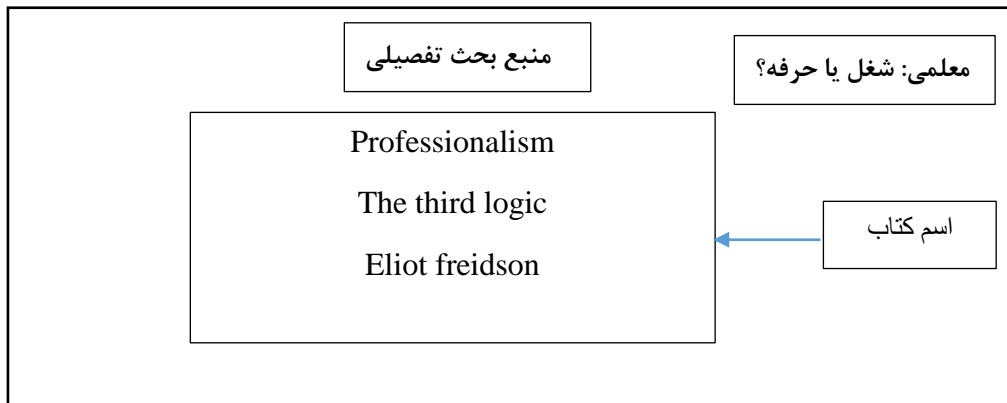 معلمی: شغل یا حرفه؟
منبع بحث تفصیلی
Professionalism
The third logic
Eliot freidson
اسم کتاب